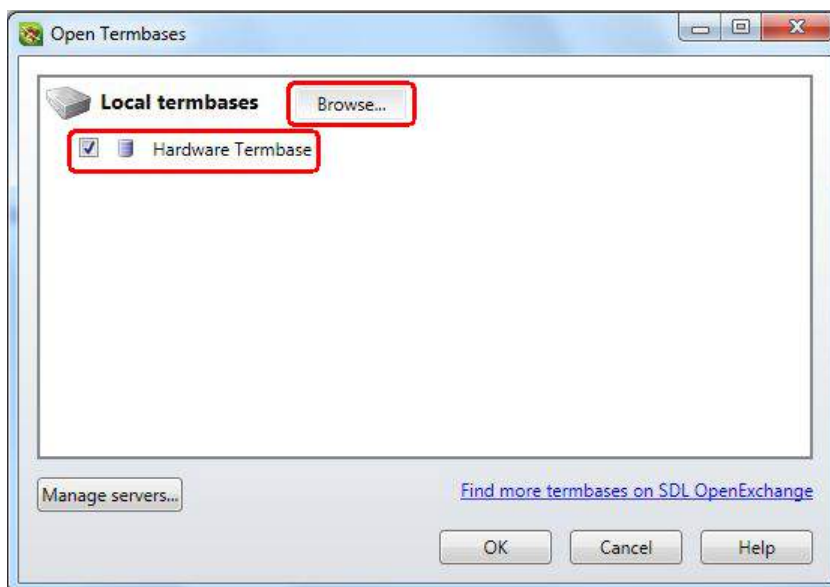 Open Termbases
Local termbases Browse...
Hardware Termbase
Manage servers... Find more termbases on SDL OpenExchange
OK Cancel Help